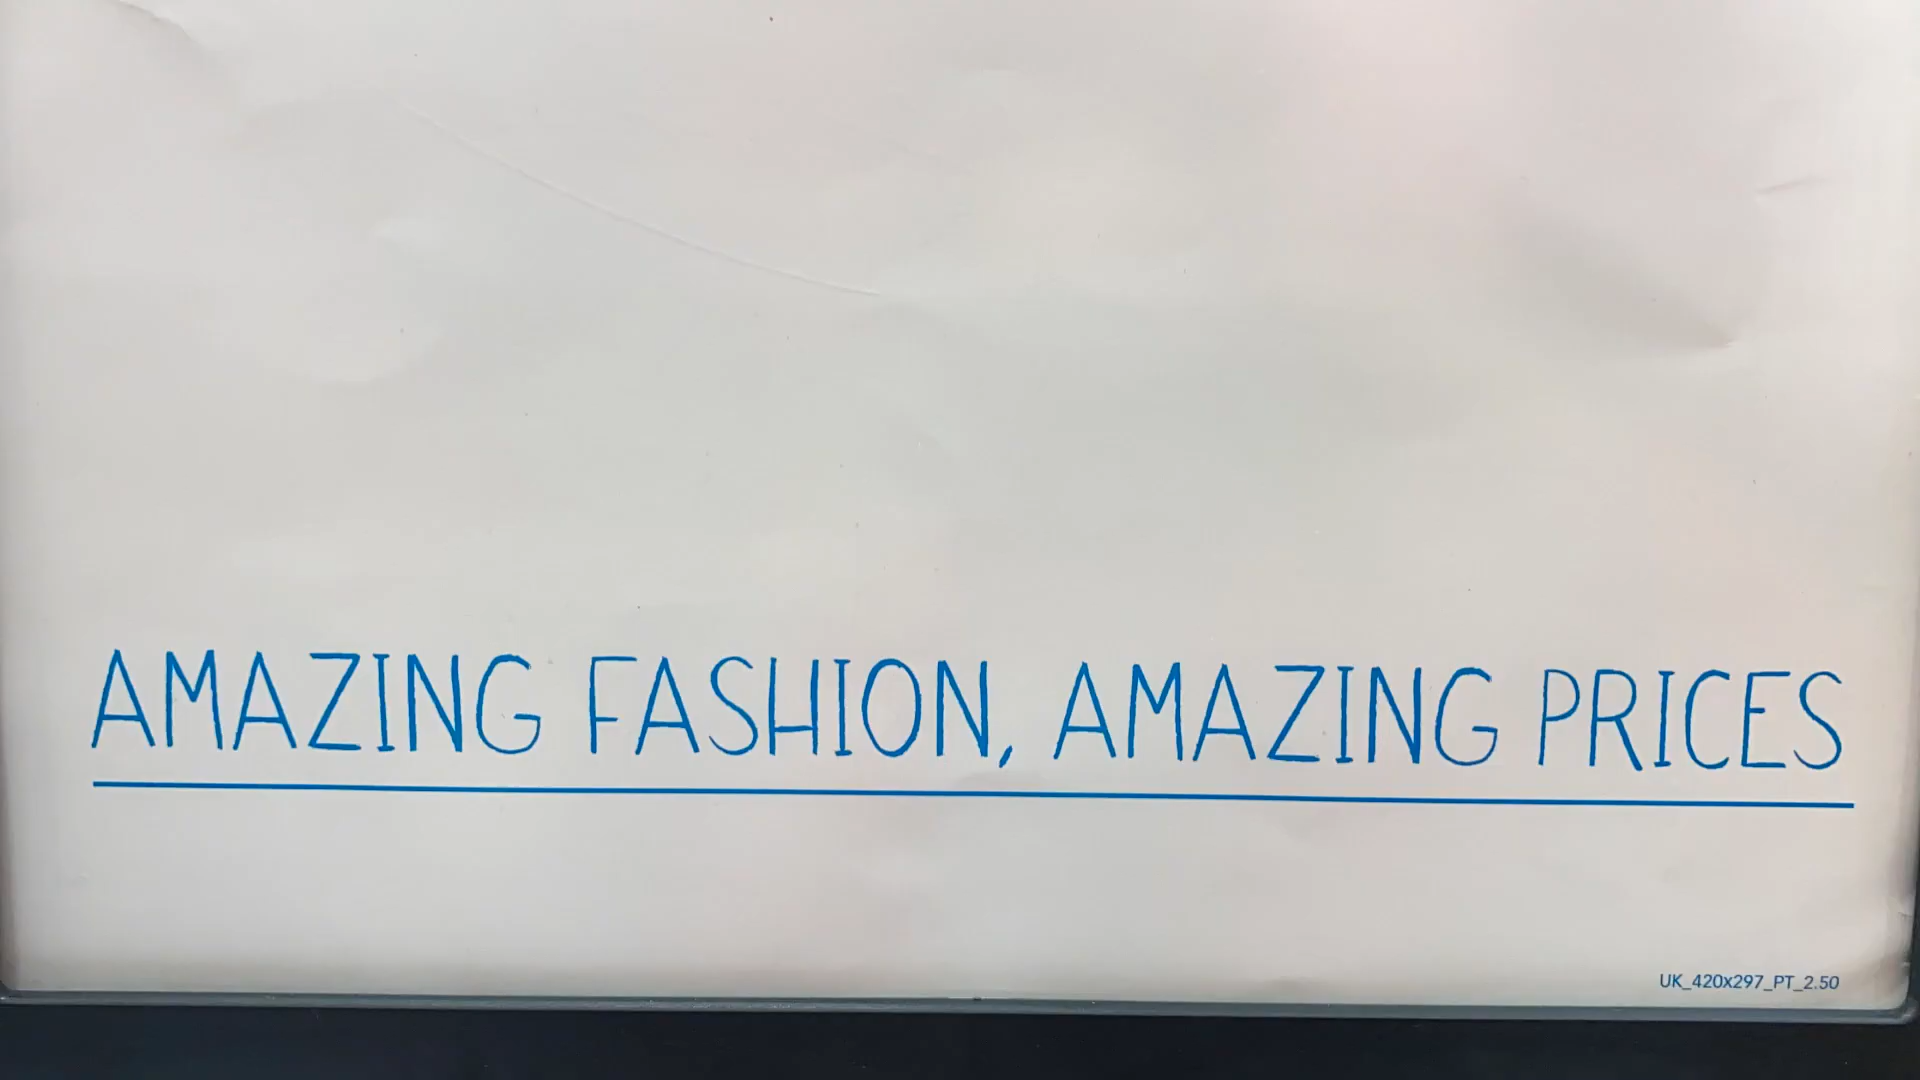 AMAZING FASHION, AMAZING PRICES
UK_420x297_PT_2.50